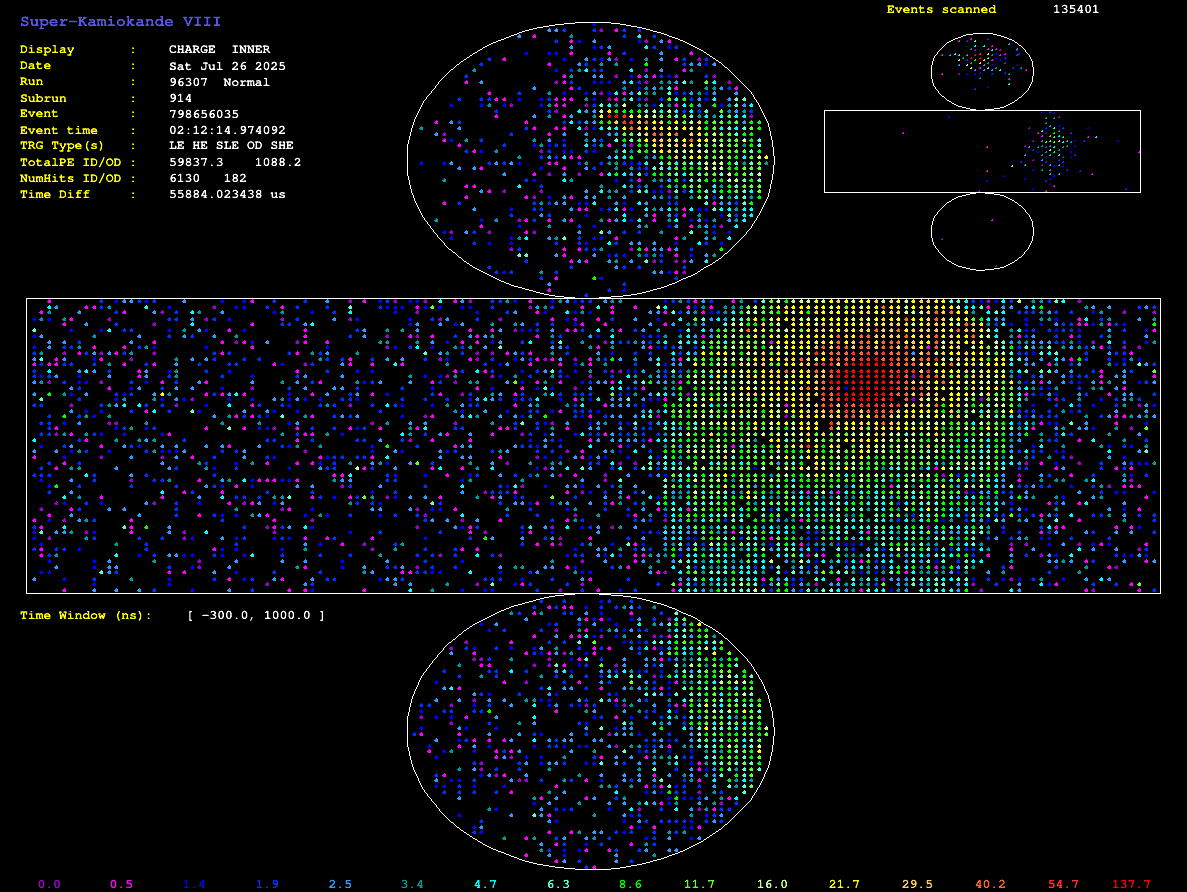 Super-Kamiokande VIII
Events scanned 135401
Display : CHARGE INNER
Date : Sat Jul 26 2025
Run : 96307 Normal
Subrun : 914
Event : 798656035
Event time : 02:12:14.974092
TRG Type(s) : LE HE SLE OD SHE
TotalPE ID/OD : 59837.3 1088.2
NumHits ID/OD : 6130 182
Time Diff : 55884.023438 us
Time Window (ns): [ -300.0, 1000.0 ]
0.0 0.5 1.4 1.9 2.5 3.4 4.7 6.3 8.6 11.7 16.0 21.7 29.5 40.2 54.7 137.7